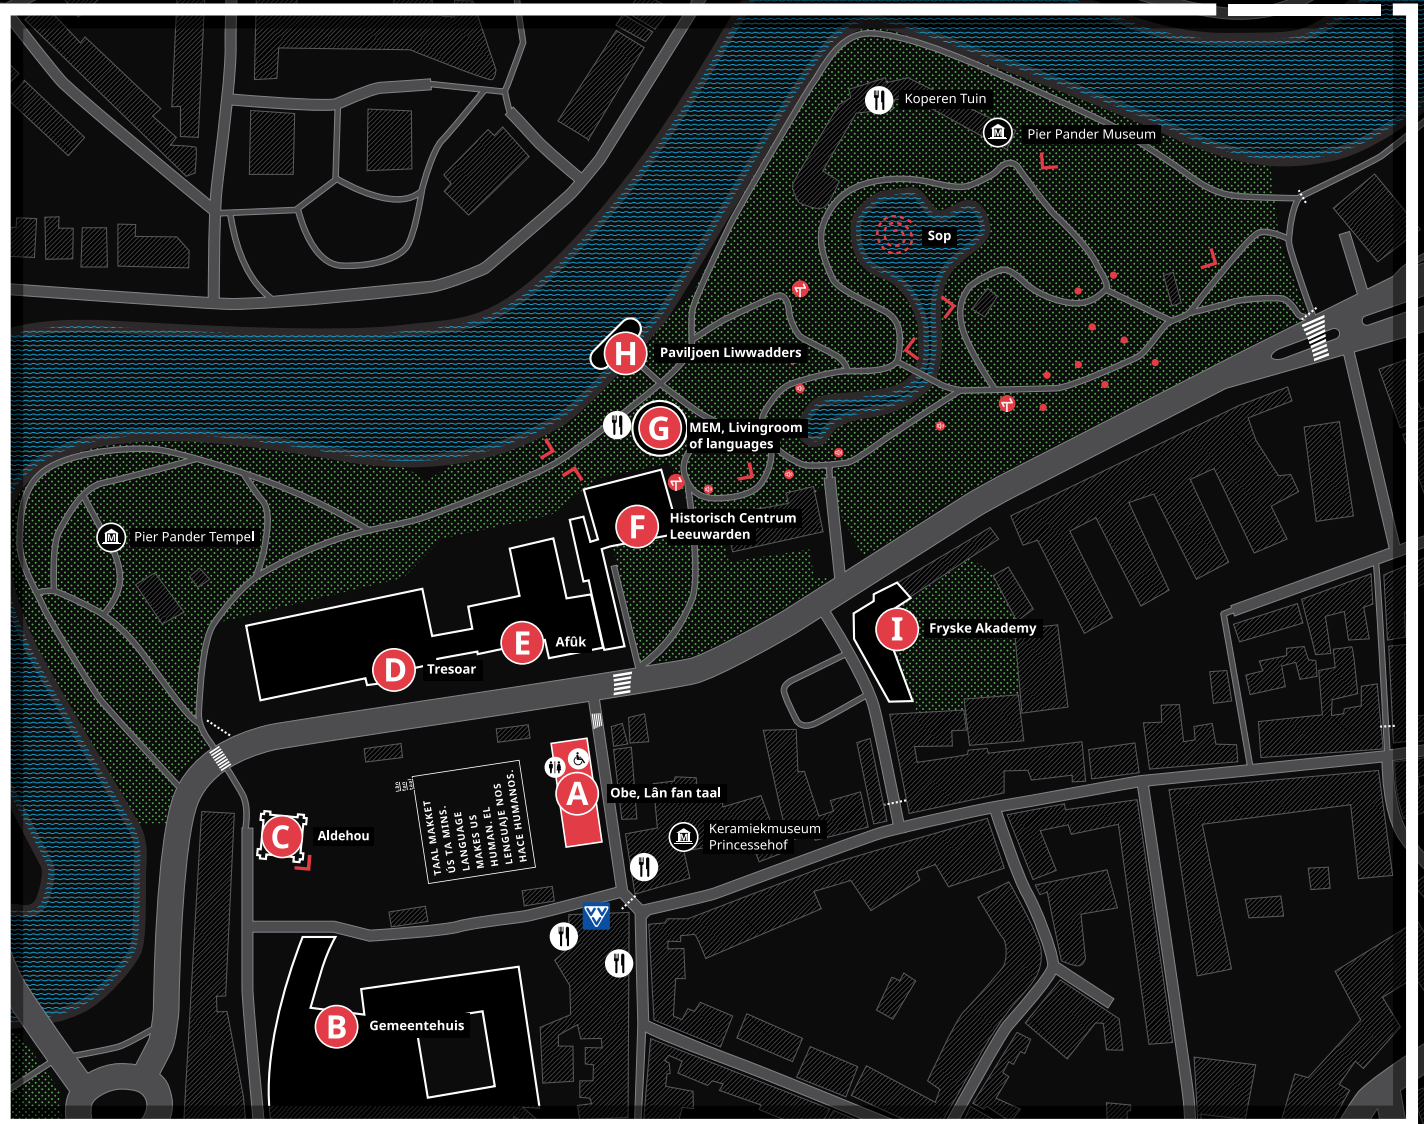 Koperen Tuin
M
Pier Pander Museum
Sop
H
Paviljoen Liwwadders
G
MEM, Livingroom
of languages
F
Historisch Centrum
Leeuwarden
M
Pier Pander Tempel
I
Fryske Akademy
E
Afûk
D
Tresoar
A
Obe, Lân fan taal
TAAL MAKKET
ÚS TA MINS.
LANGUAGE
MAKES US
HUMAN. EL
LENGUAJE NOS
HACE HUMANOS.
C
Aldehou
M
Keramiekmuseum
Princessehof
B
Gemeentehuis